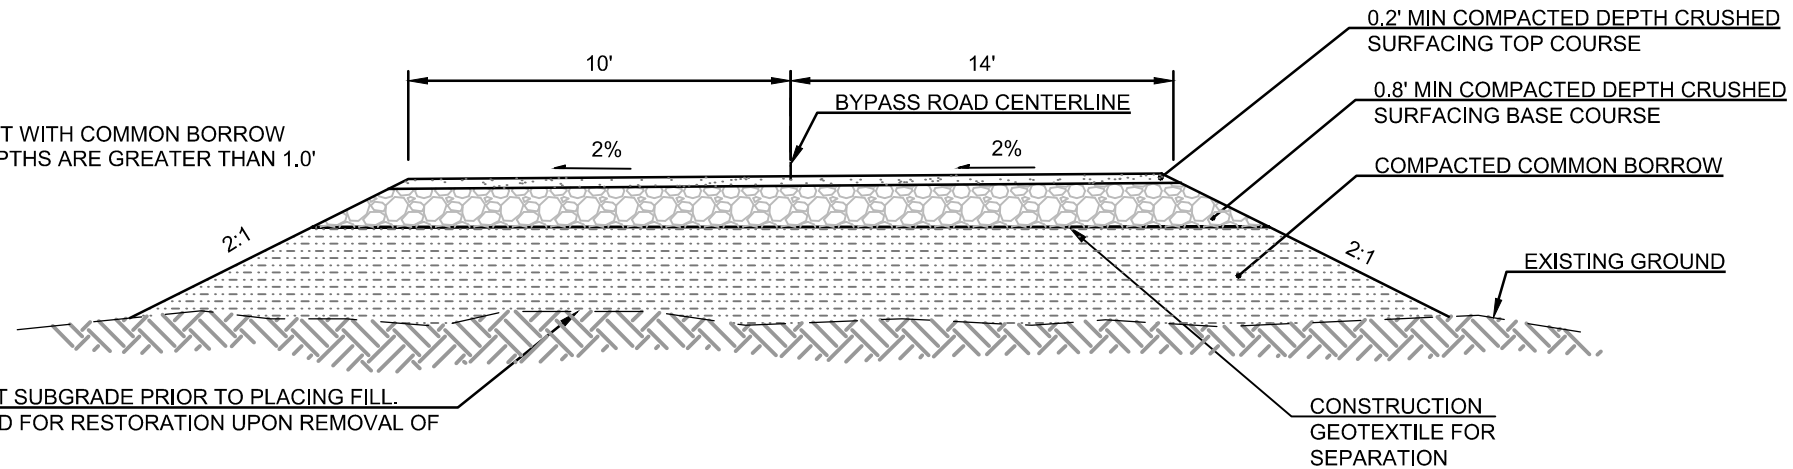 0.2' MIN COMPACTED DEPTH CRUSHED
SURFACING TOP COURSE
10'
14'
0.8' MIN COMPACTED DEPTH CRUSHED
SURFACING BASE COURSE
BYPASS ROAD CENTERLINE
T WITH COMMON BORROW
PTHS ARE GREATER THAN 1.0'
2%
2%
COMPACTED COMMON BORROW
2:1
2:1
EXISTING GROUND
T SUBGRADE PRIOR TO PLACING FILL.
D FOR RESTORATION UPON REMOVAL OF
CONSTRUCTION
GEOTEXTILE FOR
SEPARATION